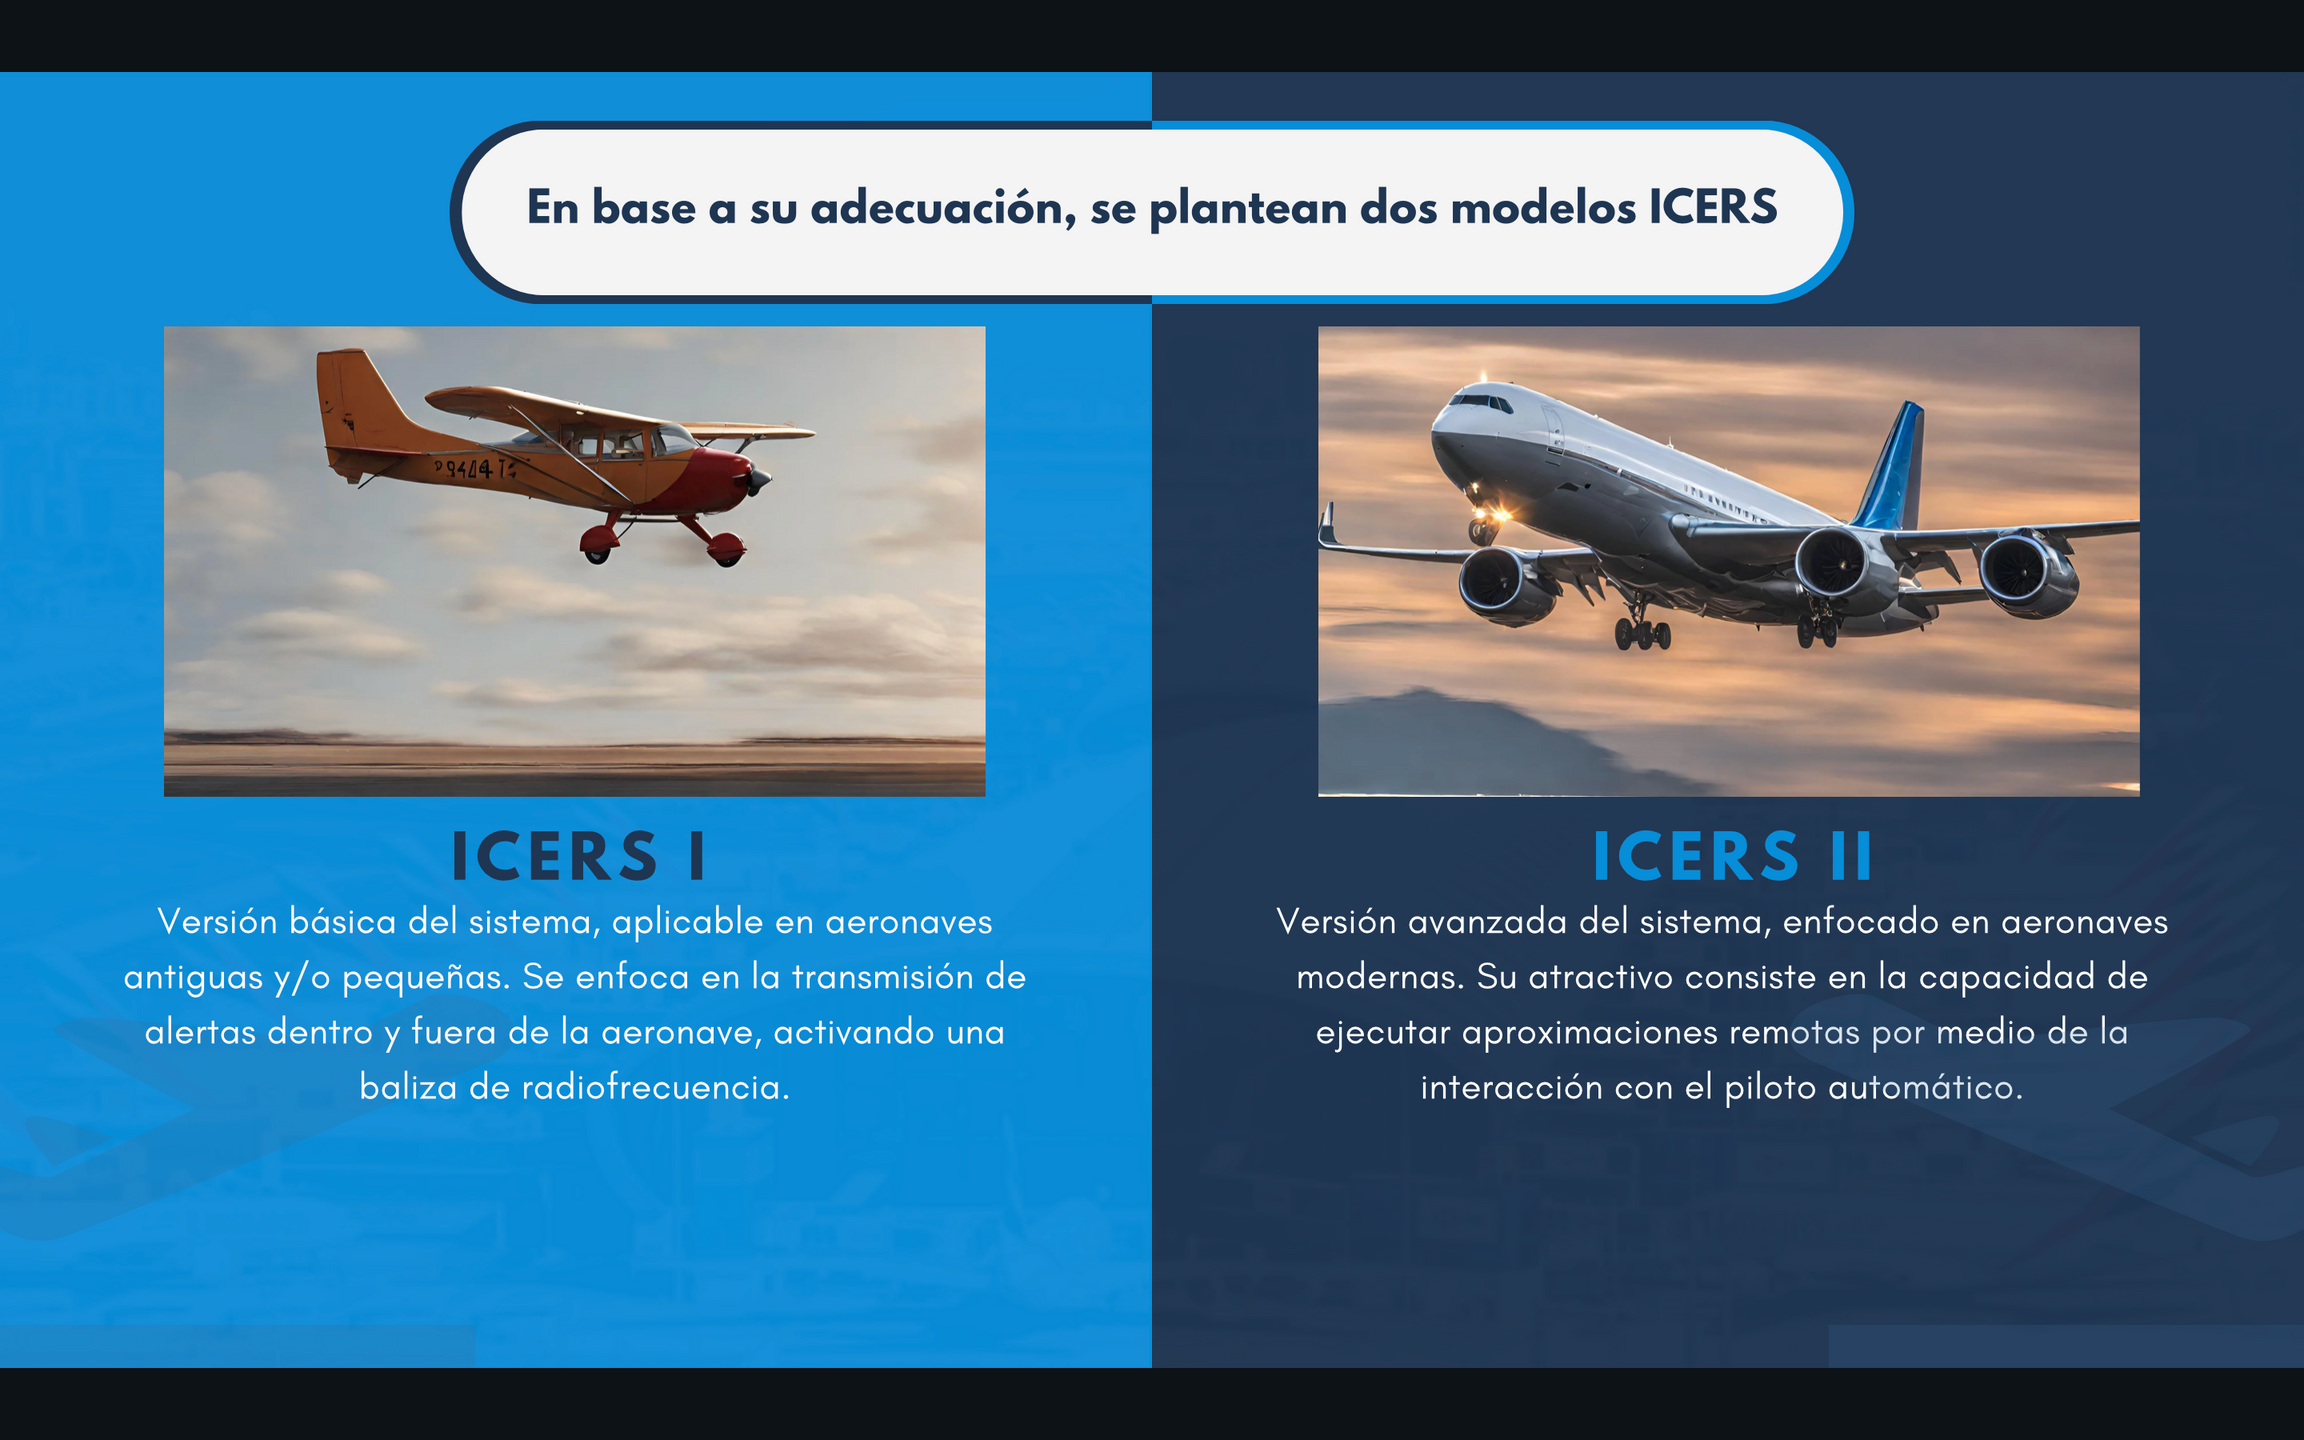 En base a su adecuación, se plantean dos modelos ICERS
ICERS I
Versión básica del sistema, aplicable en aeronaves
antiguas y/o pequeñas. Se enfoca en la transmisión de
alertas dentro y fuera de la aeronave, activando una
baliza de radiofrecuencia.
ICERS II
Versión avanzada del sistema, enfocado en aeronaves
modernas. Su atractivo consiste en la capacidad de
ejecutar aproximaciones remotas por medio de la
interacción con el piloto automático.